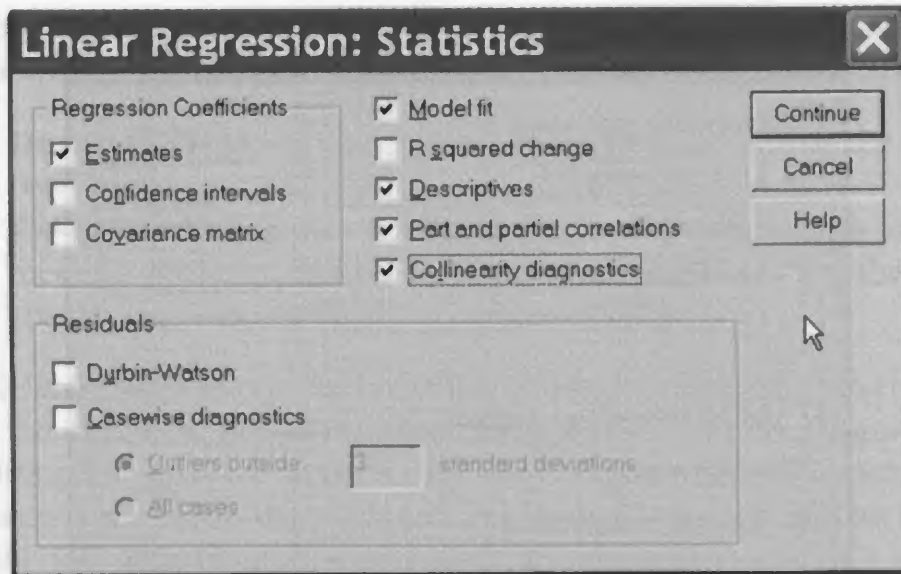 Linear Regression: Statistics
Regression Coefficients
Estimates
Confidence intervals
Covariance matrix
Model fit
R squared change
Descriptives
Part and partial correlations
Collinearity diagnostics
Continue
Cancel
Help
Residuals
Durbin-Watson
Casewise diagnostics
Outliers outside: 3 standard deviations
All cases